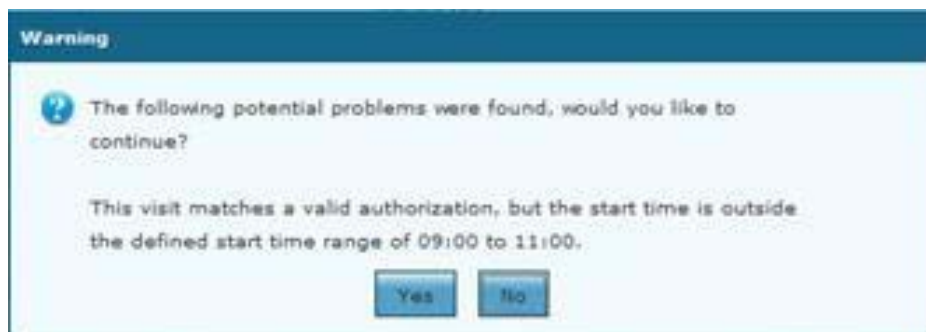 Warning
The following potential problems were found, would you like to
continue?
This visit matches a valid authorization, but the start time is outside
the defined start time range of 09:00 to 11:00.
Yes No